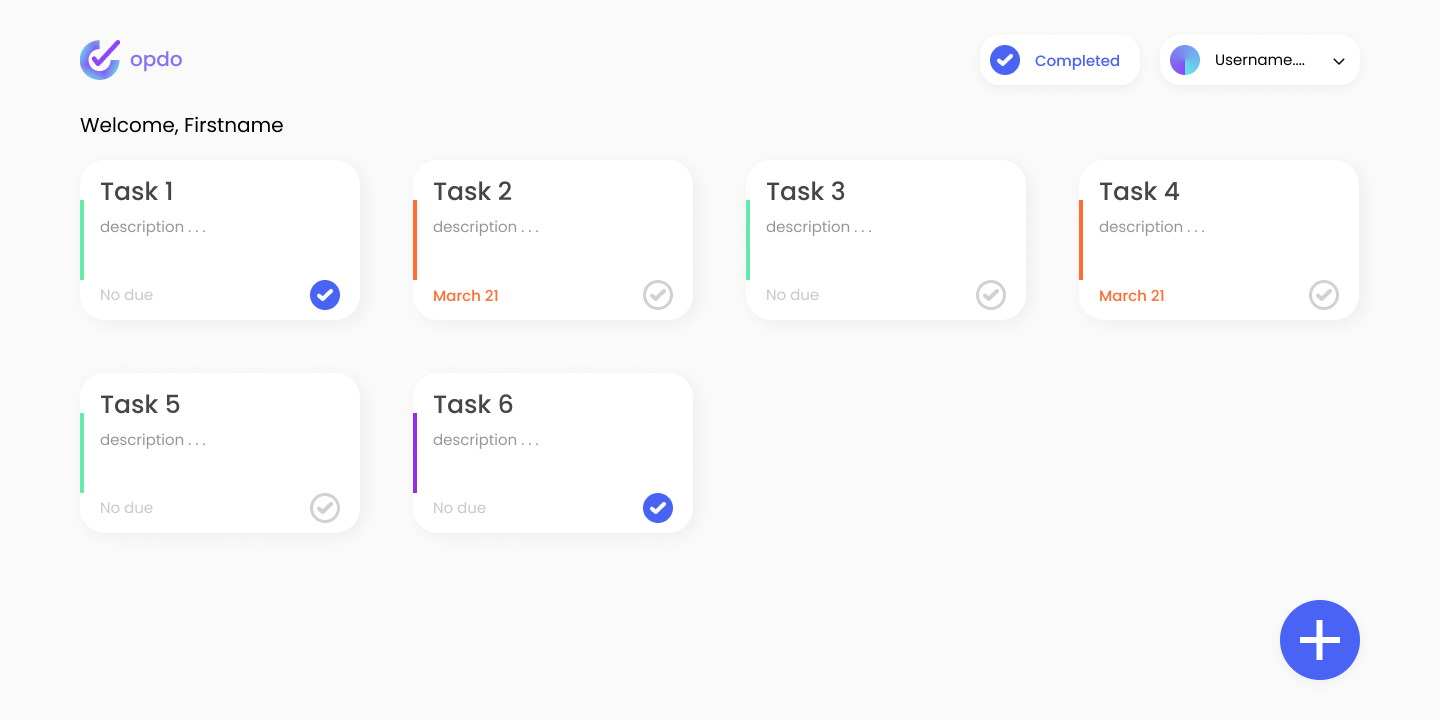 opdo
Completed
Username....
Welcome, Firstname
Task 1
description . . .
No due
Task 2
description . . .
March 21
Task 3
description . . .
No due
Task 4
description . . .
March 21
Task 5
description . . .
No due
Task 6
description . . .
No due